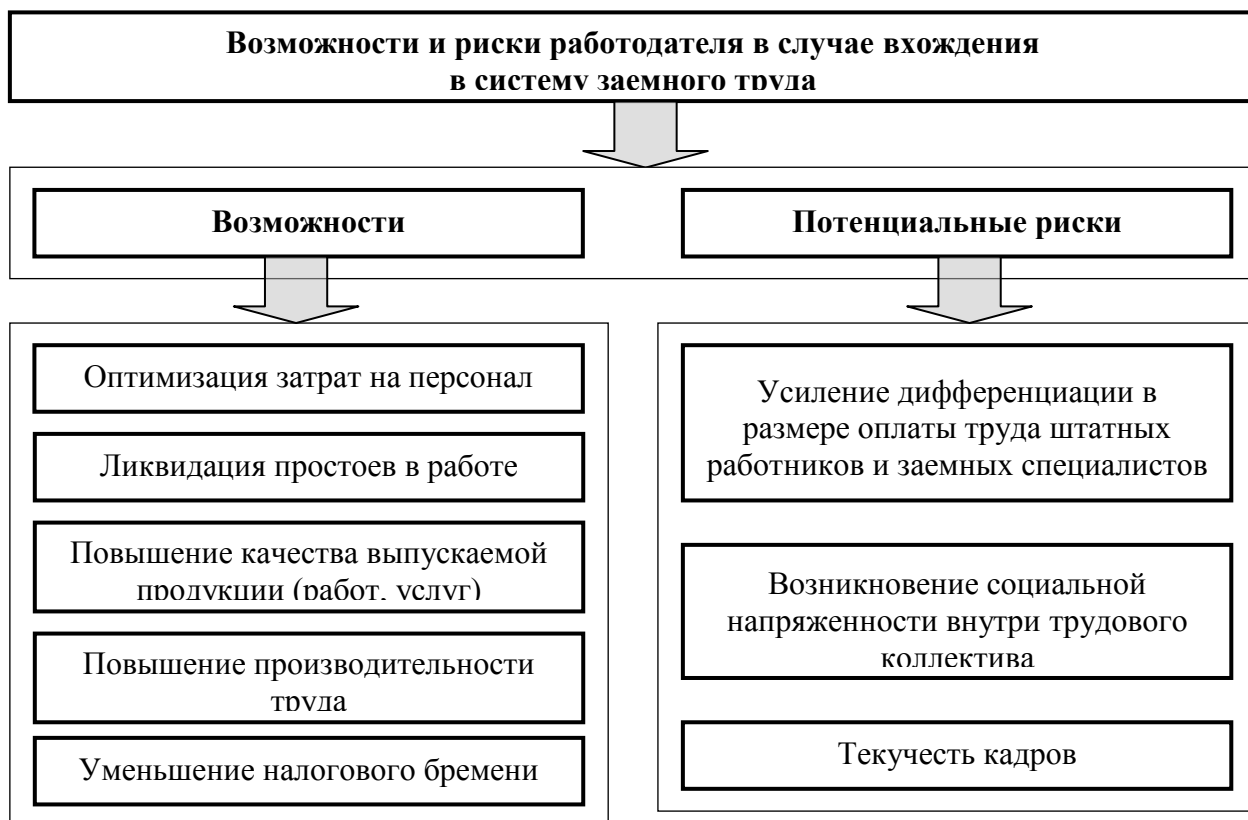 Возможности и риски работодателя в случае вхождения
в систему заемного труда
Возможности
Потенциальные риски
Оптимизация затрат на персонал
Ликвидация простоев в работе
Повышение качества выпускаемой
продукции (работ, услуг)
Повышение производительности
труда
Уменьшение налогового бремени
Усиление дифференциации в
размере оплаты труда штатных
работников и заемных специалистов
Возникновение социальной
напряженности внутри трудового
коллектива
Текучесть кадров